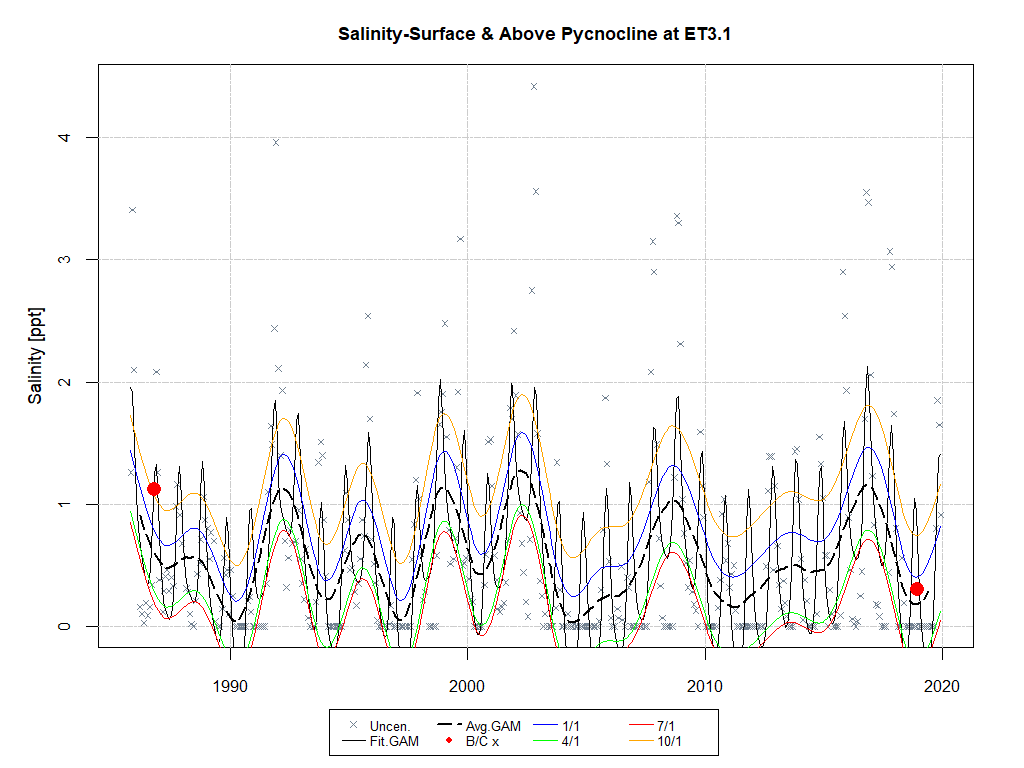 Salinity-Surface & Above Pycnocline at ET3.1
Salinity [ppt]
4
3
2
1
0
1990 2000 2010 2020
Uncen. Avg.GAM 1/1 7/1
Fit.GAM B/C x 4/1 10/1